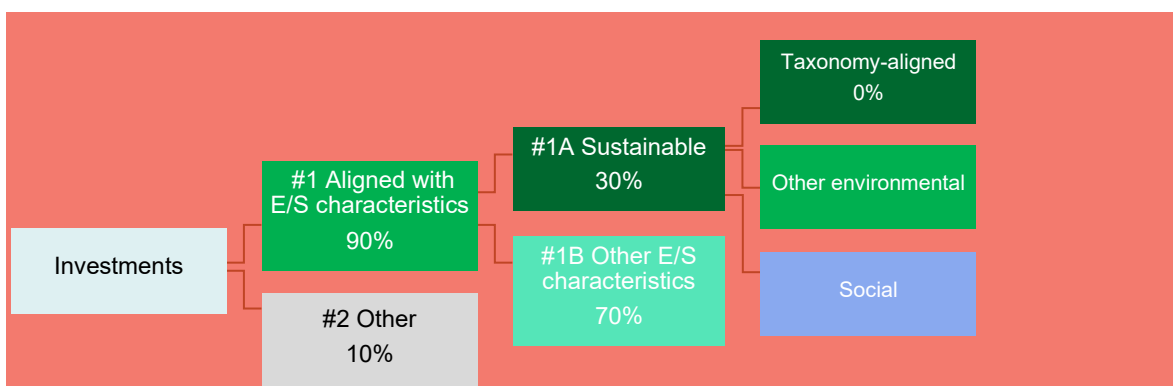 Investments
#1 Aligned with
E/S characteristics
90%
#2 Other
10%
#1A Sustainable
30%
#1B Other E/S
characteristics
70%
Taxonomy-aligned
0%
Other environmental
Social